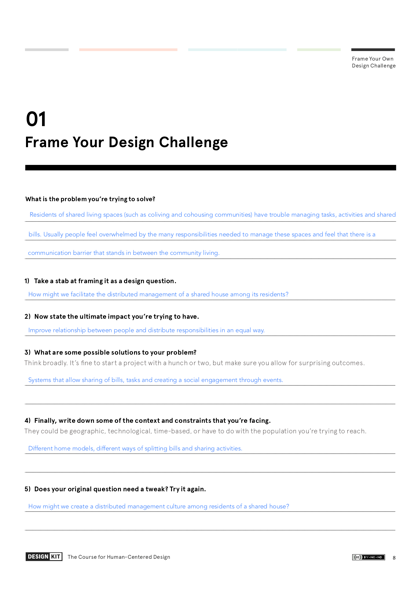 Frame Your Own
Design Challenge
01
Frame Your Design Challenge
What is the problem you're trying to solve?
Residents of shared living spaces (such as coliving and cohousing communities) have trouble managing tasks, activities and shared
bills. Usually people feel overwhelmed by the many responsibilities needed to manage these spaces and feel that there is a
communication barrier that stands in between the community living.
1) Take a stab at framing it as a design question.
How might we facilitate the distributed management of a shared house among its residents?
2) Now state the ultimate impact you're trying to have.
Improve relationship between people and distribute responsibilities in an equal way.
3) What are some possible solutions to your problem?
Think broadly. It's fine to start a project with a hunch or two, but make sure you allow for surprising outcomes.
Systems that allow sharing of bills, tasks and creating a social engagement through events.
4) Finally, write down some of the context and constraints that you're facing.
They could be geographic, technological, time-based, or have to do with the population you're trying to reach.
Different home models, different ways of splitting bills and sharing activities.
5) Does your original question need a tweak? Try it again.
How might we create a distributed management culture among residents of a shared house?
DESIGN KIT The Course for Human-Centered Design
8